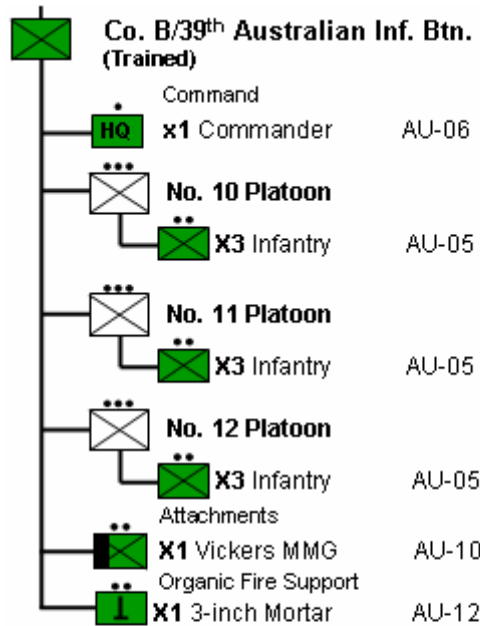 Co. B/39th Australian Inf. Btn.
(Trained)
Command
HQ x1 Commander AU-06
No. 10 Platoon
X3 Infantry AU-05
No. 11 Platoon
X3 Infantry AU-05
No. 12 Platoon
X3 Infantry AU-05
Attachments
X1 Vickers MMG AU-10
Organic Fire Support
X1 3-inch Mortar AU-12